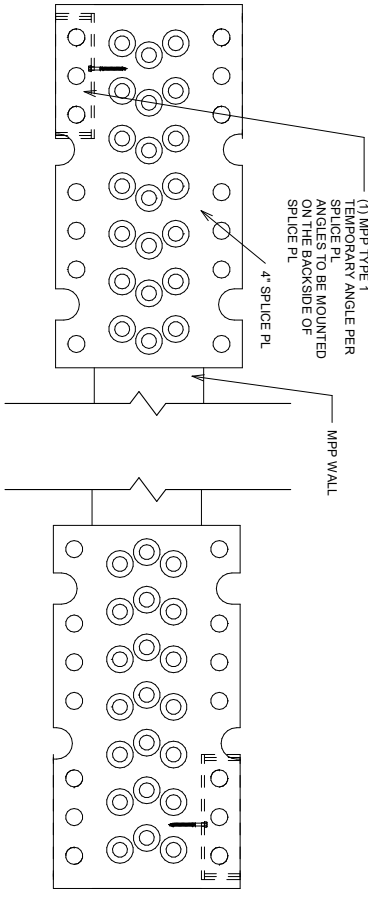 (1) MPP TYPE 1
TEMPORARY ANGLE PER
SPLICE PL
ANGLES TO BE MOUNTED
ON THE BACKSIDE OF
SPLICE PL
4" SPLICE PL
MPP WALL